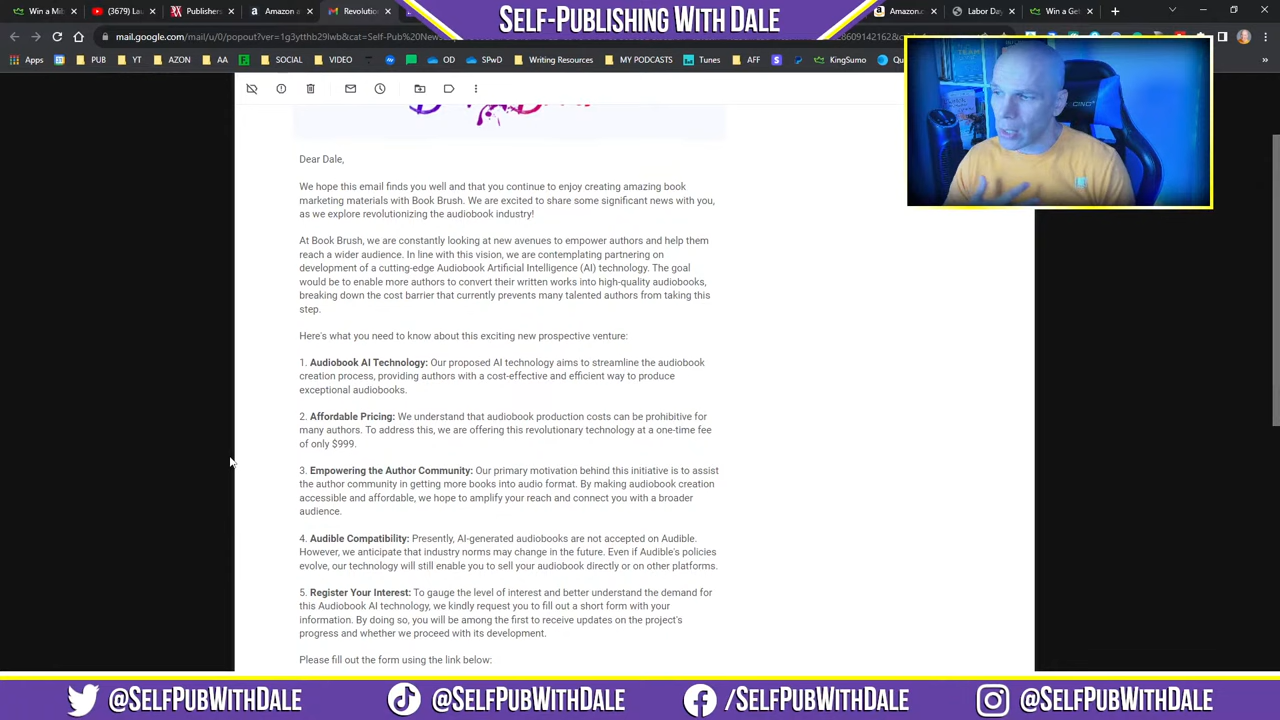 Win a Mib
(3679) La
Publishers
Amazon a
Revolutio
SELF-PUBLISHING WITH DALE
Amazon.c
Labor Day
Win a Get
mail.google.com/mail/u/0/popout?ver=1g3ytthb29lwb&cat=Self-Pub%20New
Apps
PUB
YT
AZON
AA
SOCIAL
VIDEO
OD
SPwD
Writing Resources
MY PODCASTS
Tunes
AFF
KingSumo
Dear Dale,
We hope this email finds you well and that you continue to enjoy creating amazing book
marketing materials with Book Brush. We are excited to share some significant news with you,
as we explore revolutionizing the audiobook industry!
At Book Brush, we are constantly looking at new avenues to empower authors and help them
reach a wider audience. In line with this vision, we are contemplating partnering on
development of a cutting-edge Audiobook Artificial Intelligence (AI) technology. The goal
would be to enable more authors to convert their written works into high-quality audiobooks,
breaking down the cost barrier that currently prevents many talented authors from taking this
step.
Here's what you need to know about this exciting new prospective venture:
1. Audiobook AI Technology: Our proposed AI technology aims to streamline the audiobook
creation process, providing authors with a cost-effective and efficient way to produce
exceptional audiobooks.
2. Affordable Pricing: We understand that audiobook production costs can be prohibitive for
many authors. To address this, we are offering this revolutionary technology at a one-time fee
of only $999.
3. Empowering the Author Community: Our primary motivation behind this initiative is to assist
the author community in getting more books into audio format. By making audiobook creation
accessible and affordable, we hope to amplify your reach and connect you with a broader
audience.
4. Audible Compatibility: Presently, AI-generated audiobooks are not accepted on Audible.
However, we anticipate that industry norms may change in the future. Even if Audible's policies
evolve, our technology will still enable you to sell your audiobook directly or on other platforms.
5. Register Your Interest: To gauge the level of interest and better understand the demand for
this Audiobook AI technology, we kindly request you to fill out a short form with your
information. By doing so, you will be among the first to receive updates on the project's
progress and whether we proceed with its development.
Please fill out the form using the link below:
@SELFPUBWITHDALE
@SELFPUBWITHDALE
/SELFPUBWITHDALE
@SELFPUBWITHDALE